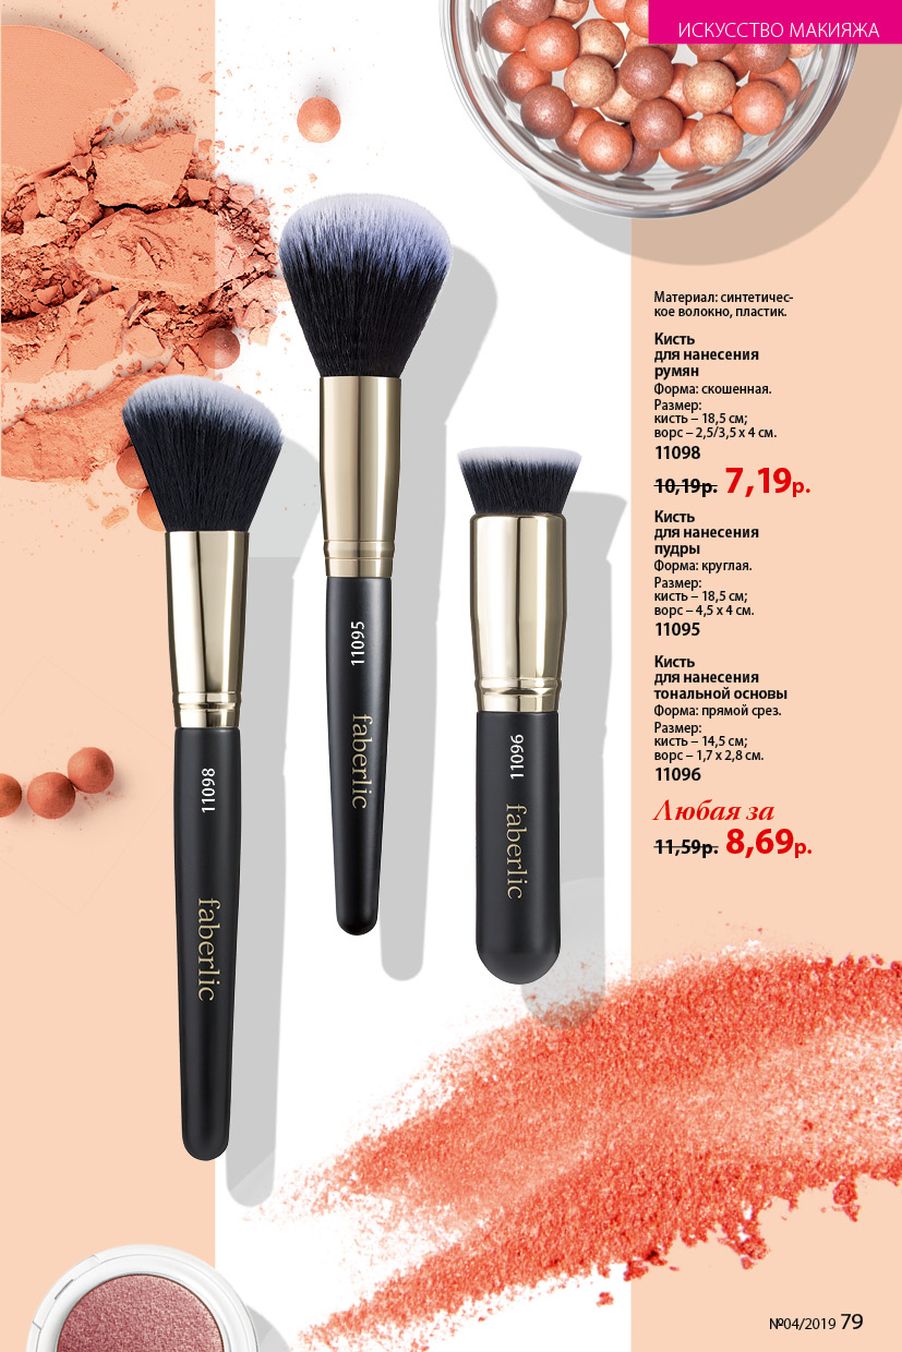 ИСКУССТВО МАКИЯЖА
Материал: синтетичес-
кое волокно, пластик.
Кисть
для нанесения
румян
Форма: скошенная.
Размер:
кисть – 18,5 см;
ворс – 2,5/3,5 х 4 см.
11098
10,19р. 7,19р.
Кисть
для нанесения
пудры
Форма: круглая.
Размер:
кисть – 18,5 см;
ворс – 4,5 х 4 см.
11095
Кисть
для нанесения
тональной основы
Форма: прямой срез.
Размер:
кисть – 14,5 см;
ворс – 1,7 х 2,8 см.
11096
Любая за
11,59р. 8,69р.
11098
faberlic
11095
faberlic
11096
faberlic
№04/2019 79